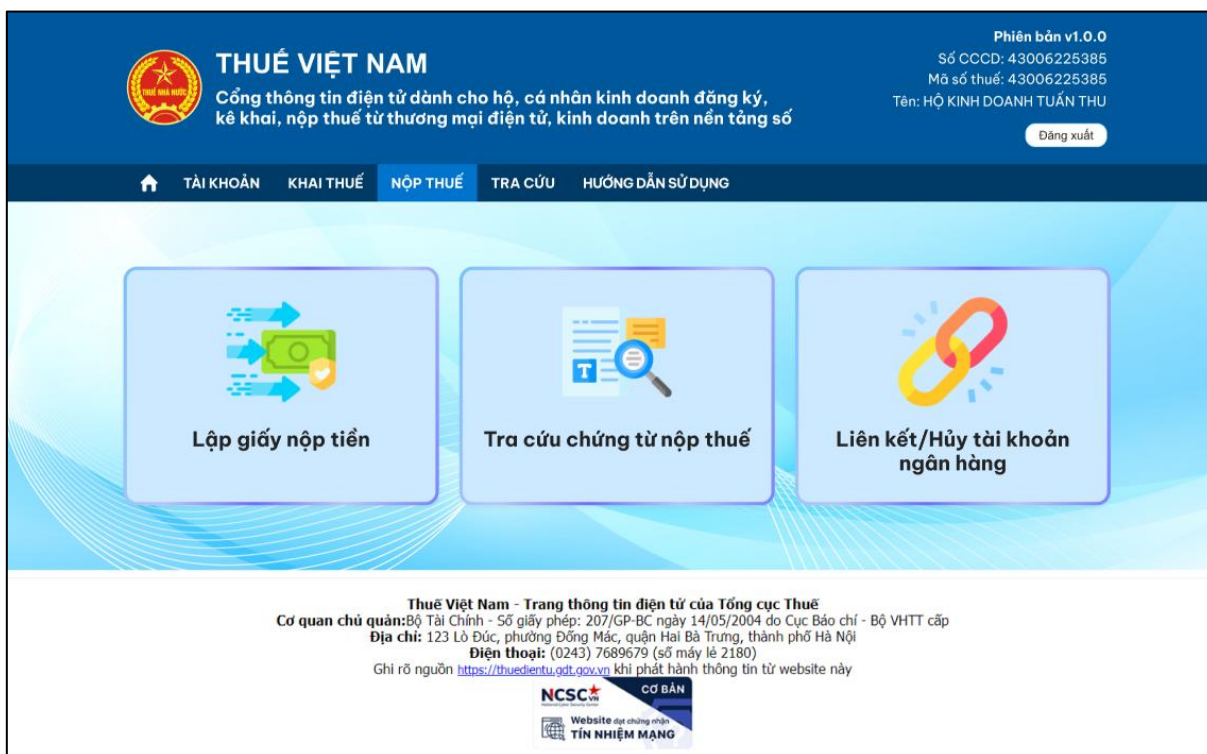 Phiên bản v1.0.0
Số CCCD: 43006225385
Mã số thuế: 43006225385
Tên: HỘ KINH DOANH TUẤN THU
Đăng xuất
THUẾ NHÀ NƯỚC
THUẾ VIỆT NAM
Cổng thông tin điện tử dành cho hộ, cá nhân kinh doanh đăng ký,
kê khai, nộp thuế từ thương mại điện tử, kinh doanh trên nền tảng số
TÀI KHOẢN KHAI THUẾ NỘP THUẾ TRA CỨU HƯỚNG DẪN SỬ DỤNG
T
Lập giấy nộp tiền
Tra cứu chứng từ nộp thuế
Liên kết/Hủy tài khoản
ngân hàng
Thuế Việt Nam - Trang thông tin điện tử của Tổng cục Thuế
Cơ quan chủ quản:Bộ Tài Chính - Số giấy phép: 207/GP-BC ngày 14/05/2004 do Cục Báo chí - Bộ VHTT cấp
Địa chỉ: 123 Lò Đúc, phường Đống Mác, quận Hai Bà Trưng, thành phố Hà Nội
Điện thoại: (0243) 7689679 (số máy lẻ 2180)
Ghi rõ nguồn https://thuedientu.gdt.gov.vn khi phát hành thông tin từ website này
NCSC VN
National Cyber Security Center
CƠ BẢN
Website đạt chứng nhận
TÍN NHIỆM MẠNG